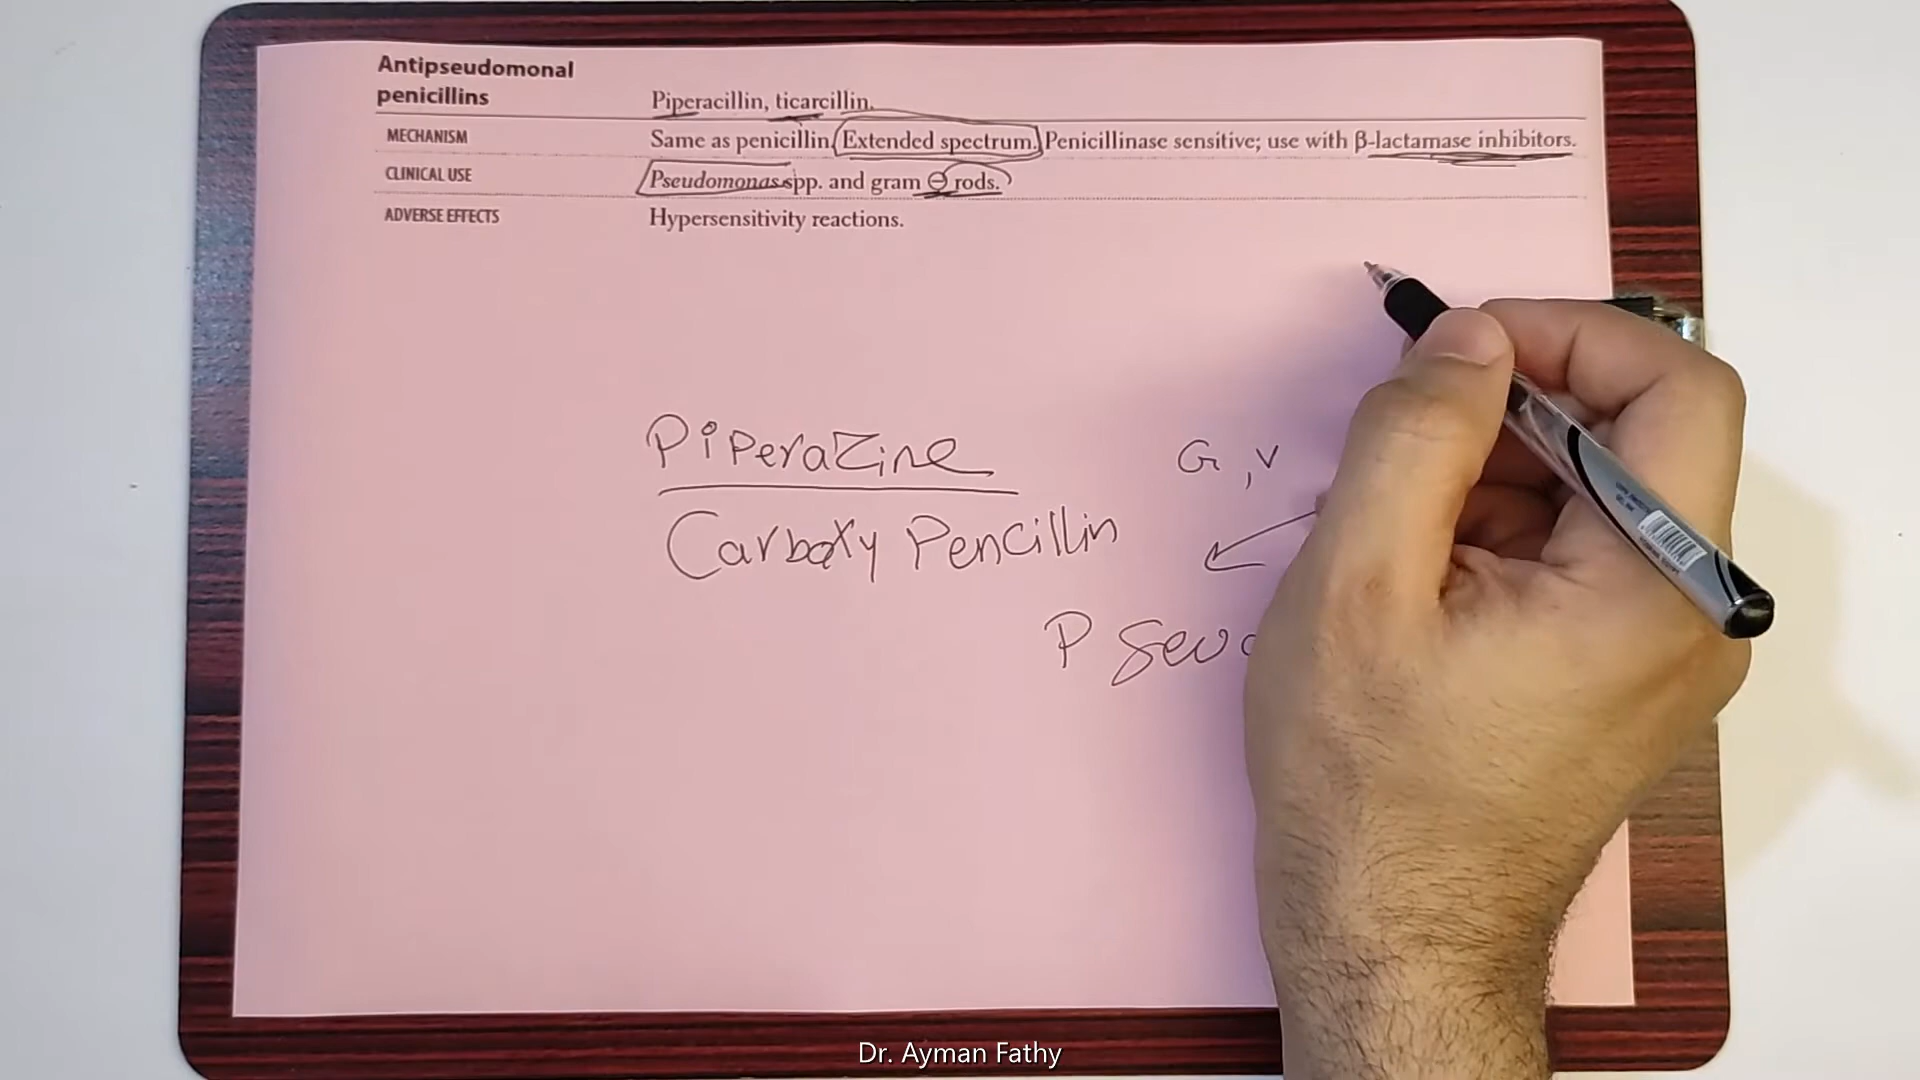 Antipseudomonal
penicillins
Piperacillin, ticarcillin.
MECHANISM
Same as penicillin. Extended spectrum. Penicillinase sensitive; use with β-lactamase inhibitors.
CLINICAL USE
Pseudomonas spp. and gram ⊖ rods.
ADVERSE EFFECTS
Hypersensitivity reactions.
PiperaZine
G, V
Carboxy Pencillin
Dr. Ayman Fathy